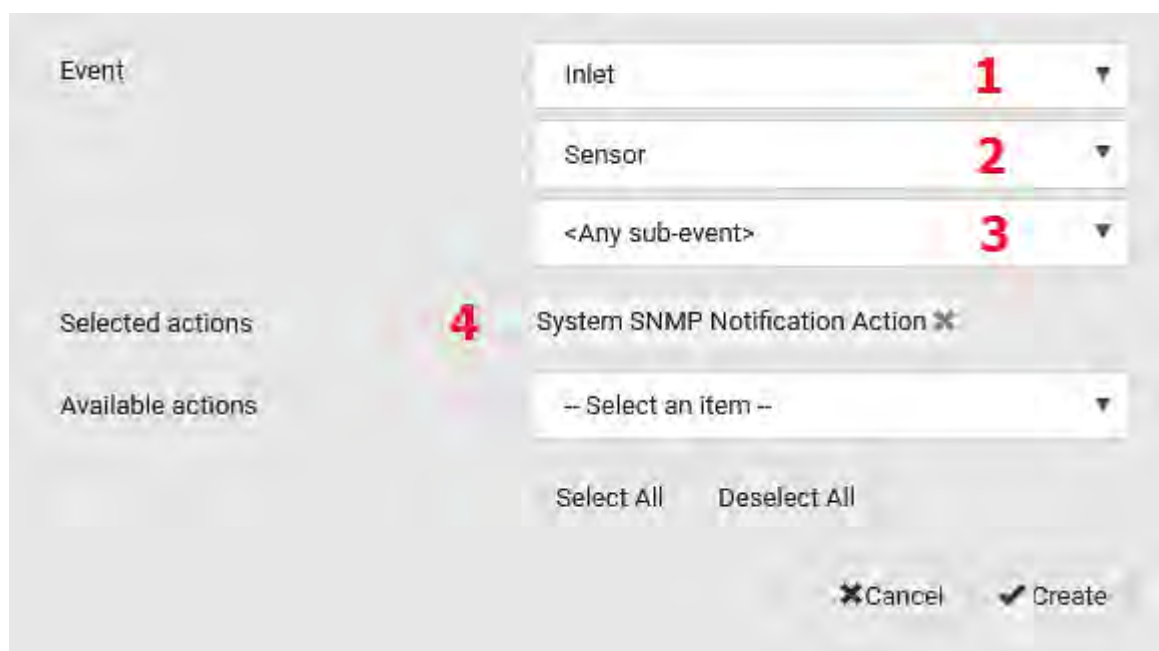 Event Inlet 1
Sensor 2
<Any sub-event> 3
Selected actions 4 System SNMP Notification Action ✖
Available actions -- Select an item --
Select All Deselect All
✖Cancel ✔Create